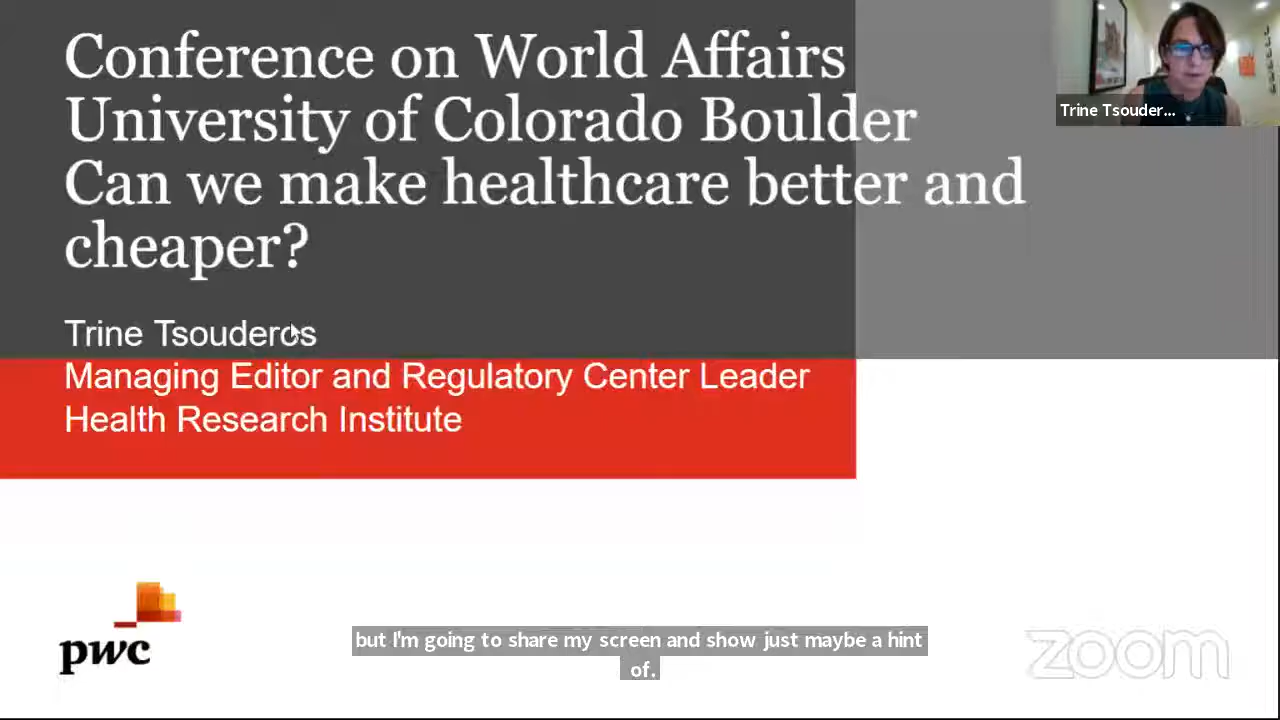 Conference on World Affairs
University of Colorado Boulder
Can we make healthcare better and
cheaper?
Trine Tsouder...
Trine Tsouderos
Managing Editor and Regulatory Center Leader
Health Research Institute
pwc
but I'm going to share my screen and show just maybe a hint
of.
zoom